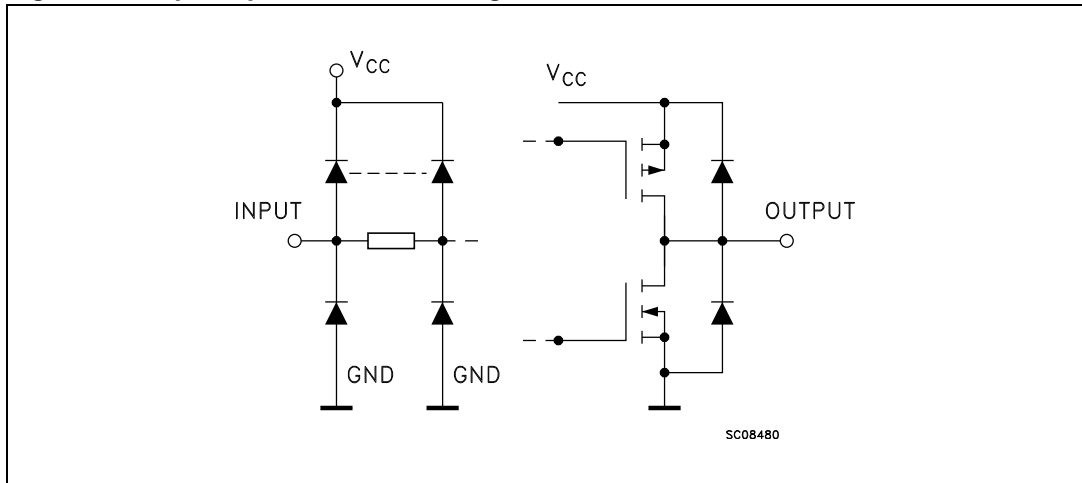 VCC
VCC
INPUT
OUTPUT
GND
GND
SC08480